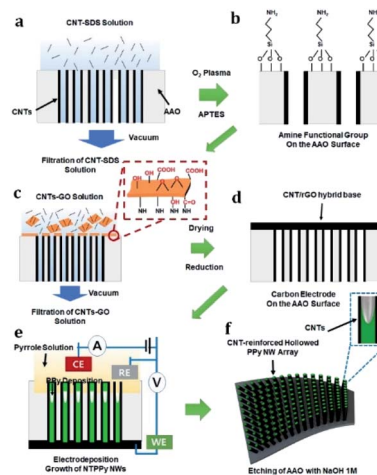 a
CNT-SDS Solution
CNTs
AAO
Vacuum
Filtration of CNT-SDS
Solution
O₂ Plasma
APTES
b
NH₂
NH₂
NH₂
Si
Si
Si
O O O
O O O
O O O
Amine Functional Group
On the AAO Surface
c
CNTs-GO Solution
Vacuum
Filtration of CNTs-GO
Solution
OH
COOH
COOH
OH
OH
OH
C=O
NH NH NH NH
Drying
Reduction
d
CNT/rGO hybrid base
Carbon Electrode
On the AAO Surface
e
Pyrrole Solution
CE
A
RE
PPy Deposition
V
WE
Electrodeposition
Growth of NTPPy NWs
f
CNTs
CNT-reinforced Hollowed
PPy NW Array
Etching of AAO with NaOH 1M